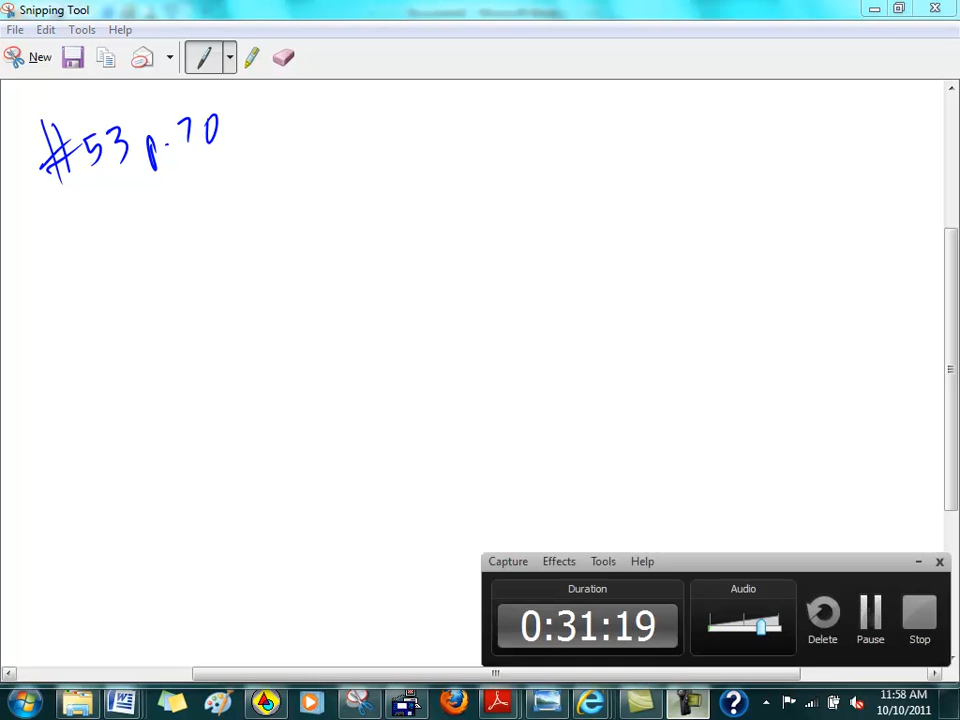 Snipping Tool
File Edit Tools Help
New
#53 p.70
Capture Effects Tools Help
Duration Audio
0:31:19
Delete Pause Stop
11:58 AM
10/10/2011